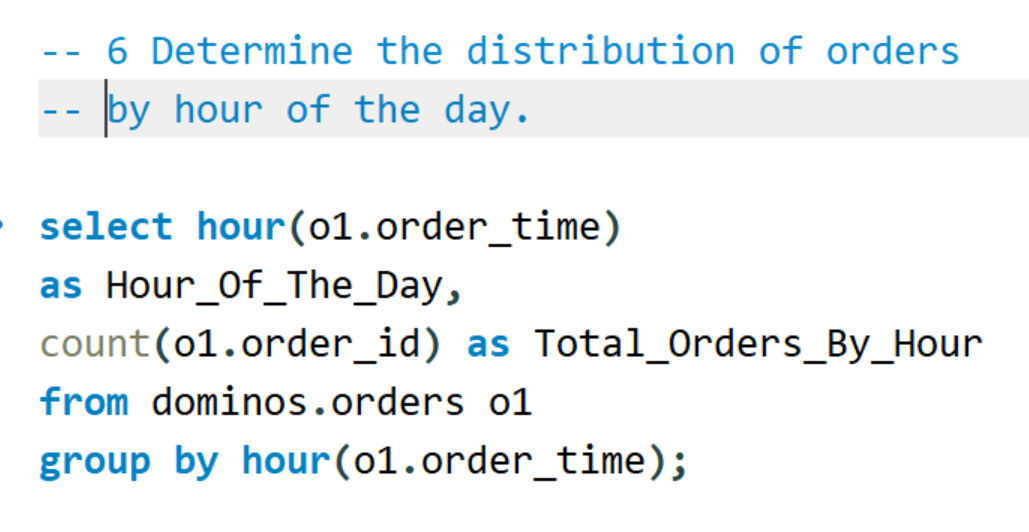 -- 6 Determine the distribution of orders
-- by hour of the day.
select hour(o1.order_time)
as Hour_Of_The_Day,
count(o1.order_id) as Total_Orders_By_Hour
from dominos.orders o1
group by hour(o1.order_time);